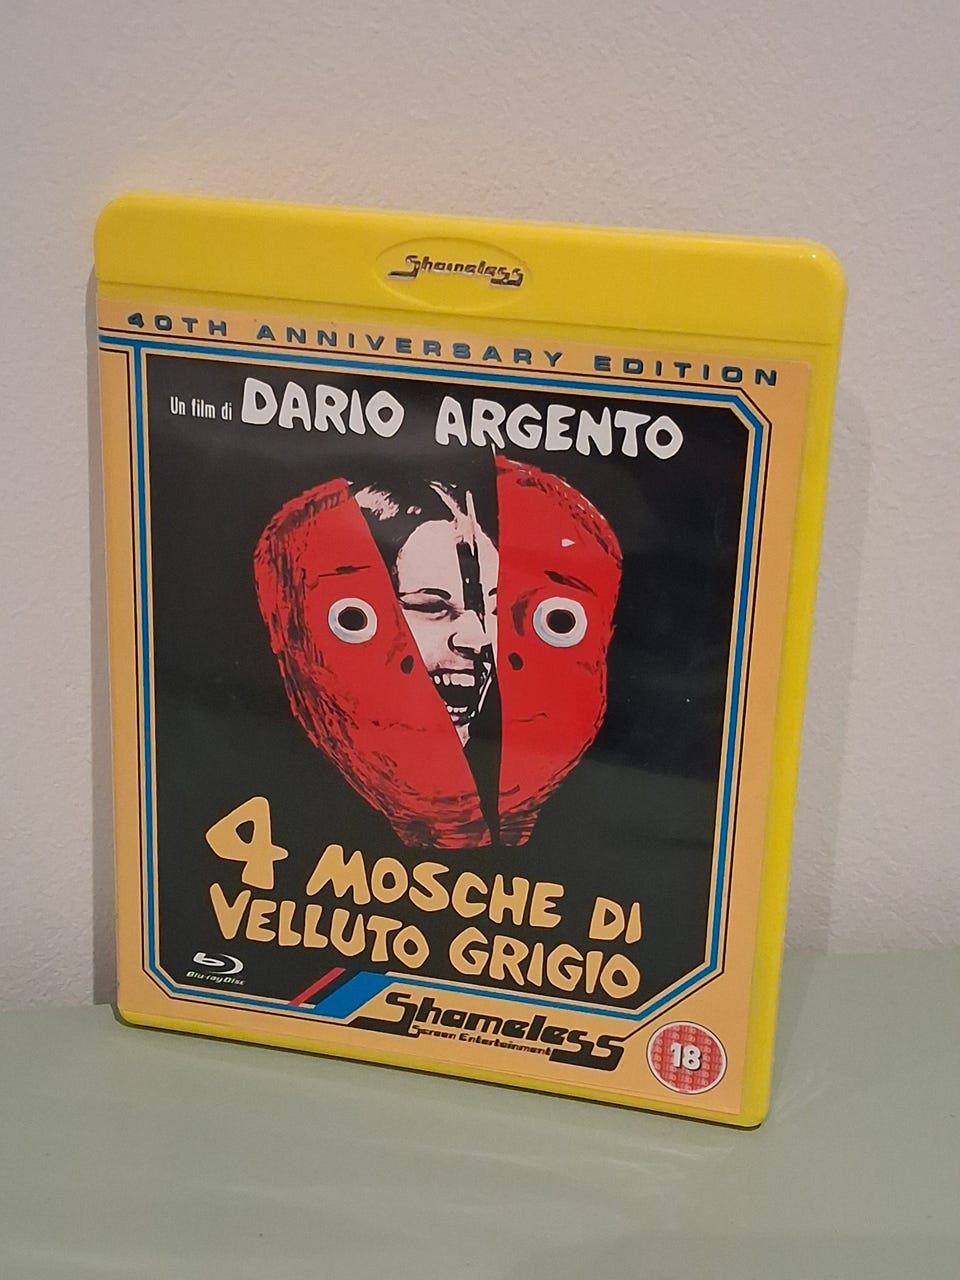 Shameless
40TH ANNIVERSARY EDITION
Un film di DARIO ARGENTO
4 MOSCHE DI
VELLUTO GRIGIO
Blu-ray Disc
Shameless
Screen Entertainment
18